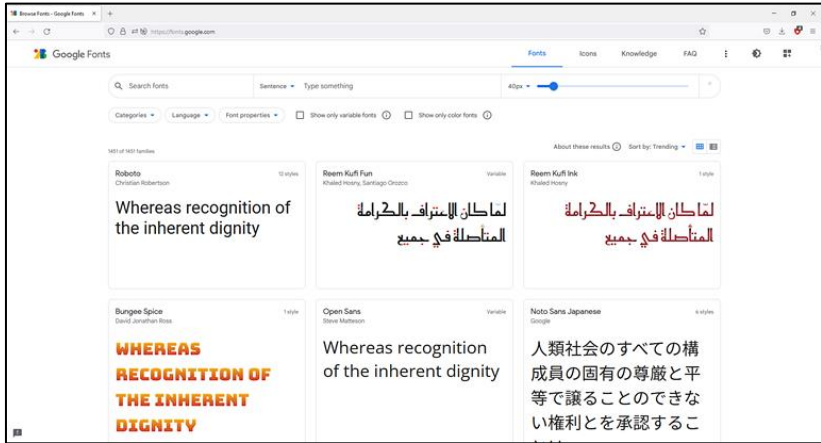 Browse Fonts - Google Fonts
https://fonts.google.com
Google Fonts
Fonts Icons Knowledge FAQ
Search fonts Sentence Type something 40px
Categories Language Font properties Show only variable fonts Show only color fonts
1451 of 1451 families About these results Sort by: Trending
Roboto 12 styles
Christian Robertson
Whereas recognition of
the inherent dignity
Reem Kufi Fun Variable
Khaled Hosny, Santiago Orozco
لمّا كان الاعتراف بالكرامة
المتأصلة في جميع
Reem Kufi Ink 1 style
Khaled Hosny
لمّا كان الاعتراف بالكرامة
المتأصلة في جميع
Bungee Spice 1 style
David Jonathan Ross
WHEREAS
RECOGNITION OF
THE INHERENT
DIGNITY
Open Sans Variable
Steve Matteson
Whereas recognition
of the inherent dignity
Noto Sans Japanese 6 styles
Google
人類社会のすべての構
成員の固有の尊厳と平
等で譲ることのできな
い権利とを承認するこ